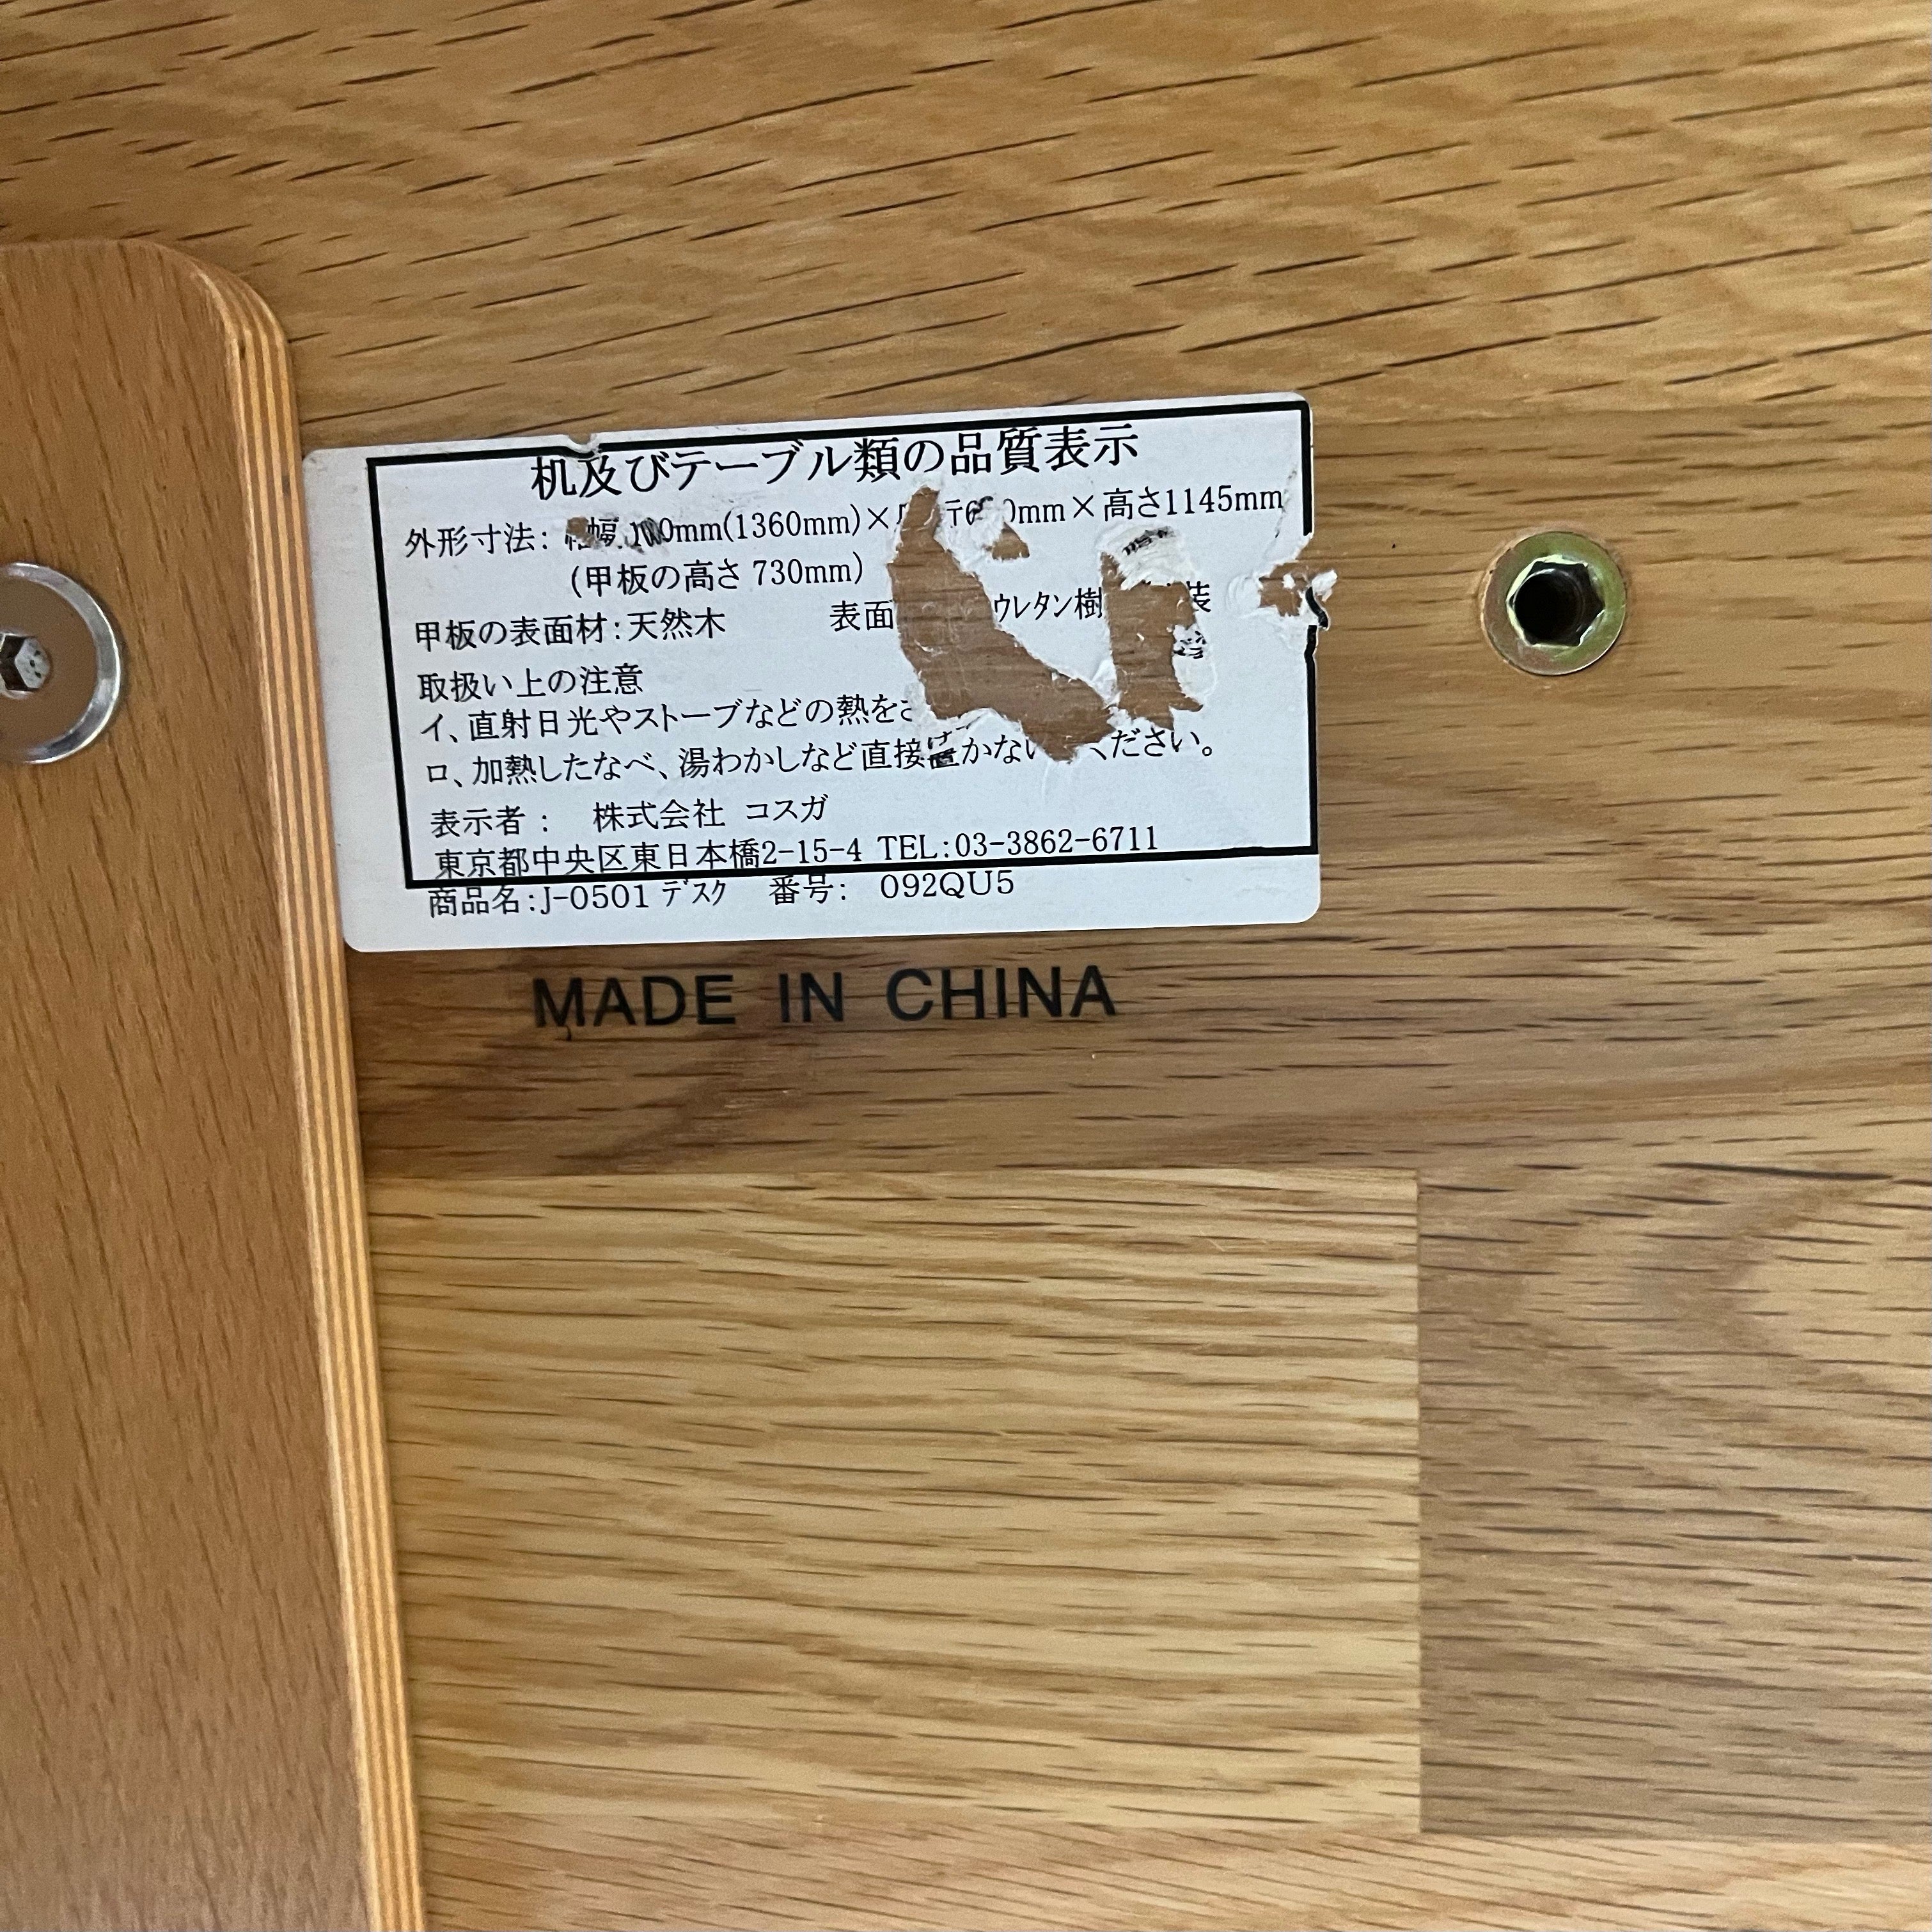 机及びテーブル類の品質表示
外形寸法: 幅 mm(1360mm)× mm×高さ1145mm
(甲板の高さ 730mm)
甲板の表面材:天然木 表面 ウレタン樹 装
取扱い上の注意
イ、直射日光やストーブなどの熱を
ロ、加熱したなべ、湯わかしなど直接置かない ください。
表示者: 株式会社 コスガ
東京都中央区東日本橋2-15-4 TEL:03-3862-6711
商品名:J-0501 デスク 番号: 092QU5
MADE IN CHINA